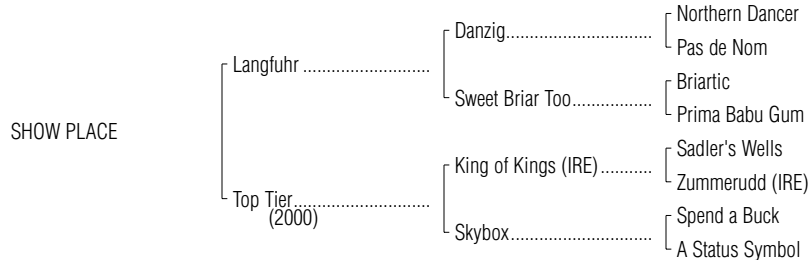 Northern Dancer
Danzig..............................
Pas de Nom
Langfuhr ..........................
Briartic
Sweet Briar Too................
Prima Babu Gum
SHOW PLACE
Sadler's Wells
King of Kings (IRE) ..........
Zummerudd (IRE)
Top Tier............................
(2000)
Spend a Buck
Skybox.............................
A Status Symbol